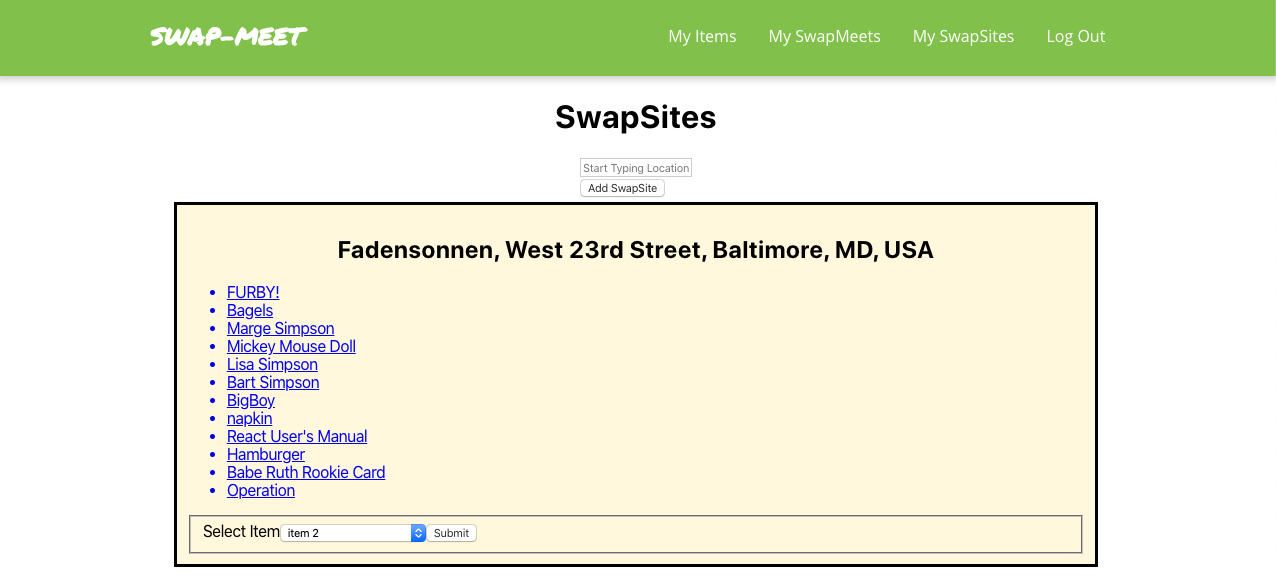 SWAP-MEET My Items My SwapMeets My SwapSites Log Out
SwapSites
Start Typing Location
Add SwapSite
Fadensonnen, West 23rd Street, Baltimore, MD, USA
FURBY!
Bagels
Marge Simpson
Mickey Mouse Doll
Lisa Simpson
Bart Simpson
BigBoy
napkin
React User's Manual
Hamburger
Babe Ruth Rookie Card
Operation
Select Item item 2 Submit